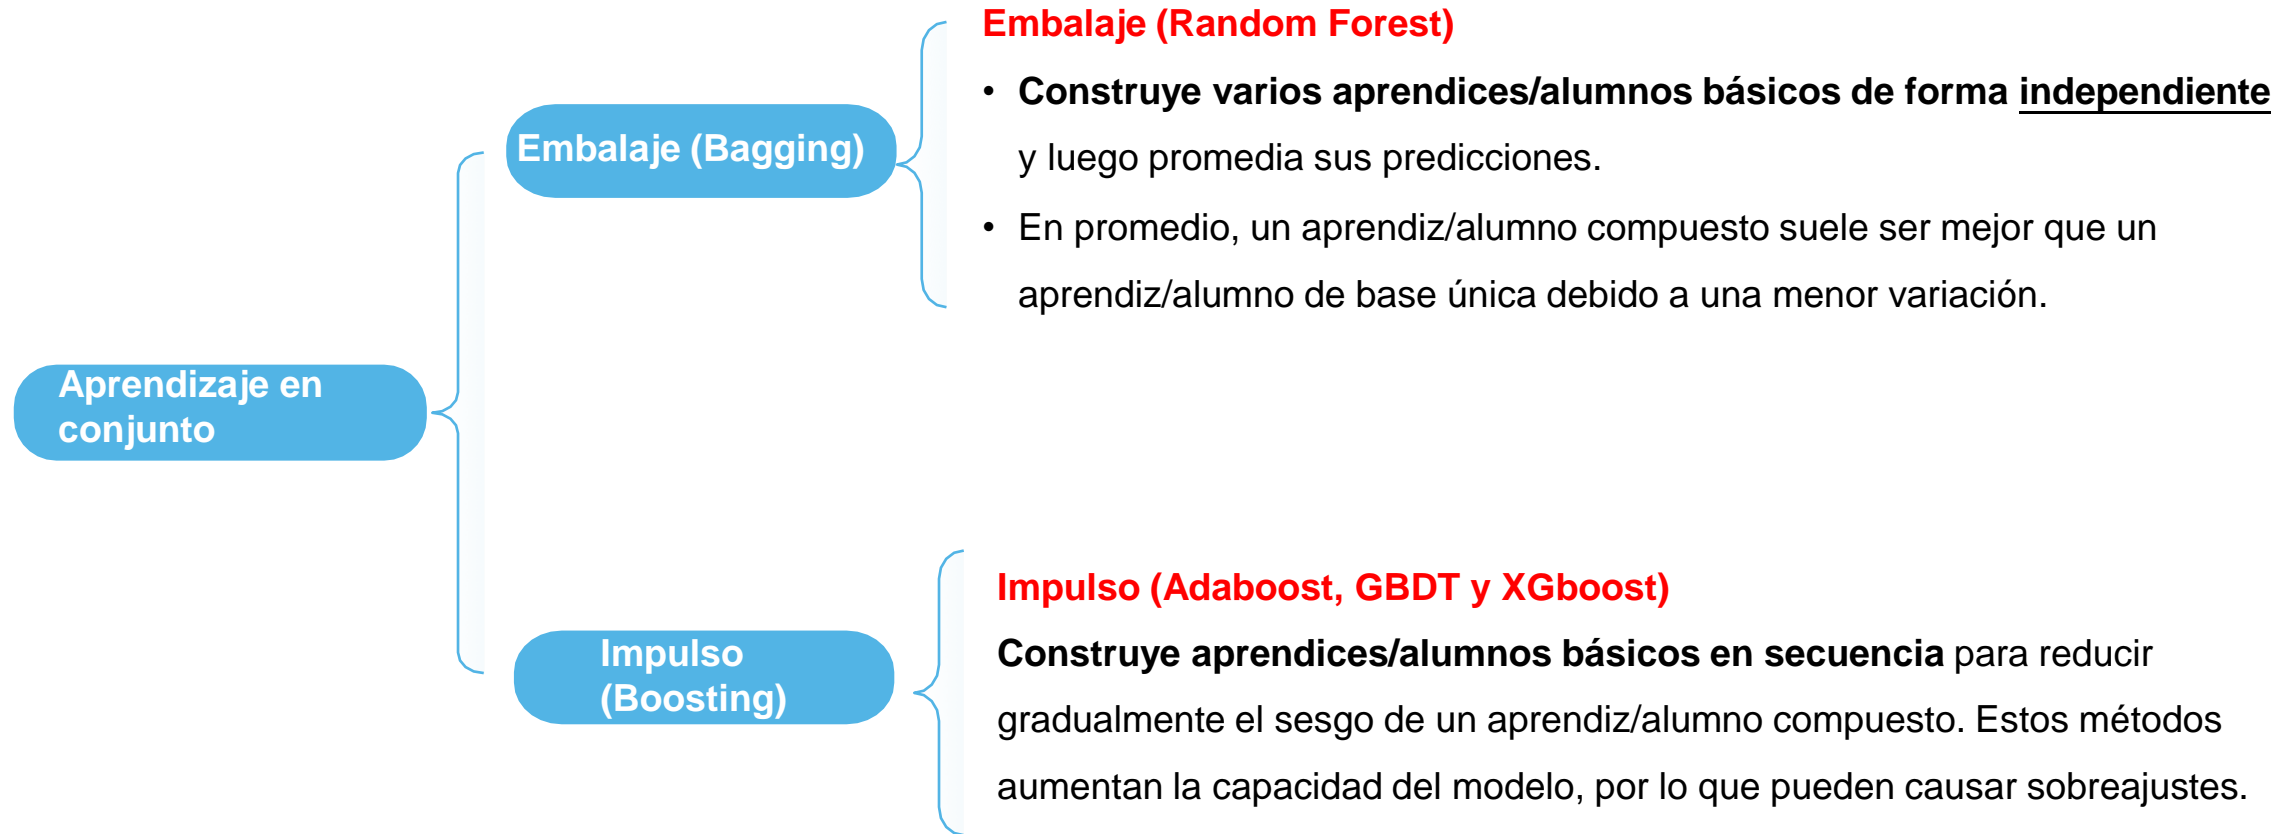 Embalaje (Random Forest)
• Construye varios aprendices/alumnos básicos de forma independiente
y luego promedia sus predicciones.
• En promedio, un aprendiz/alumno compuesto suele ser mejor que un
aprendiz/alumno de base única debido a una menor variación.
Embalaje (Bagging)
Aprendizaje en
conjunto
Impulso
(Boosting)
Impulso (Adaboost, GBDT y XGboost)
Construye aprendices/alumnos básicos en secuencia para reducir
gradualmente el sesgo de un aprendiz/alumno compuesto. Estos métodos
aumentan la capacidad del modelo, por lo que pueden causar sobreajustes.